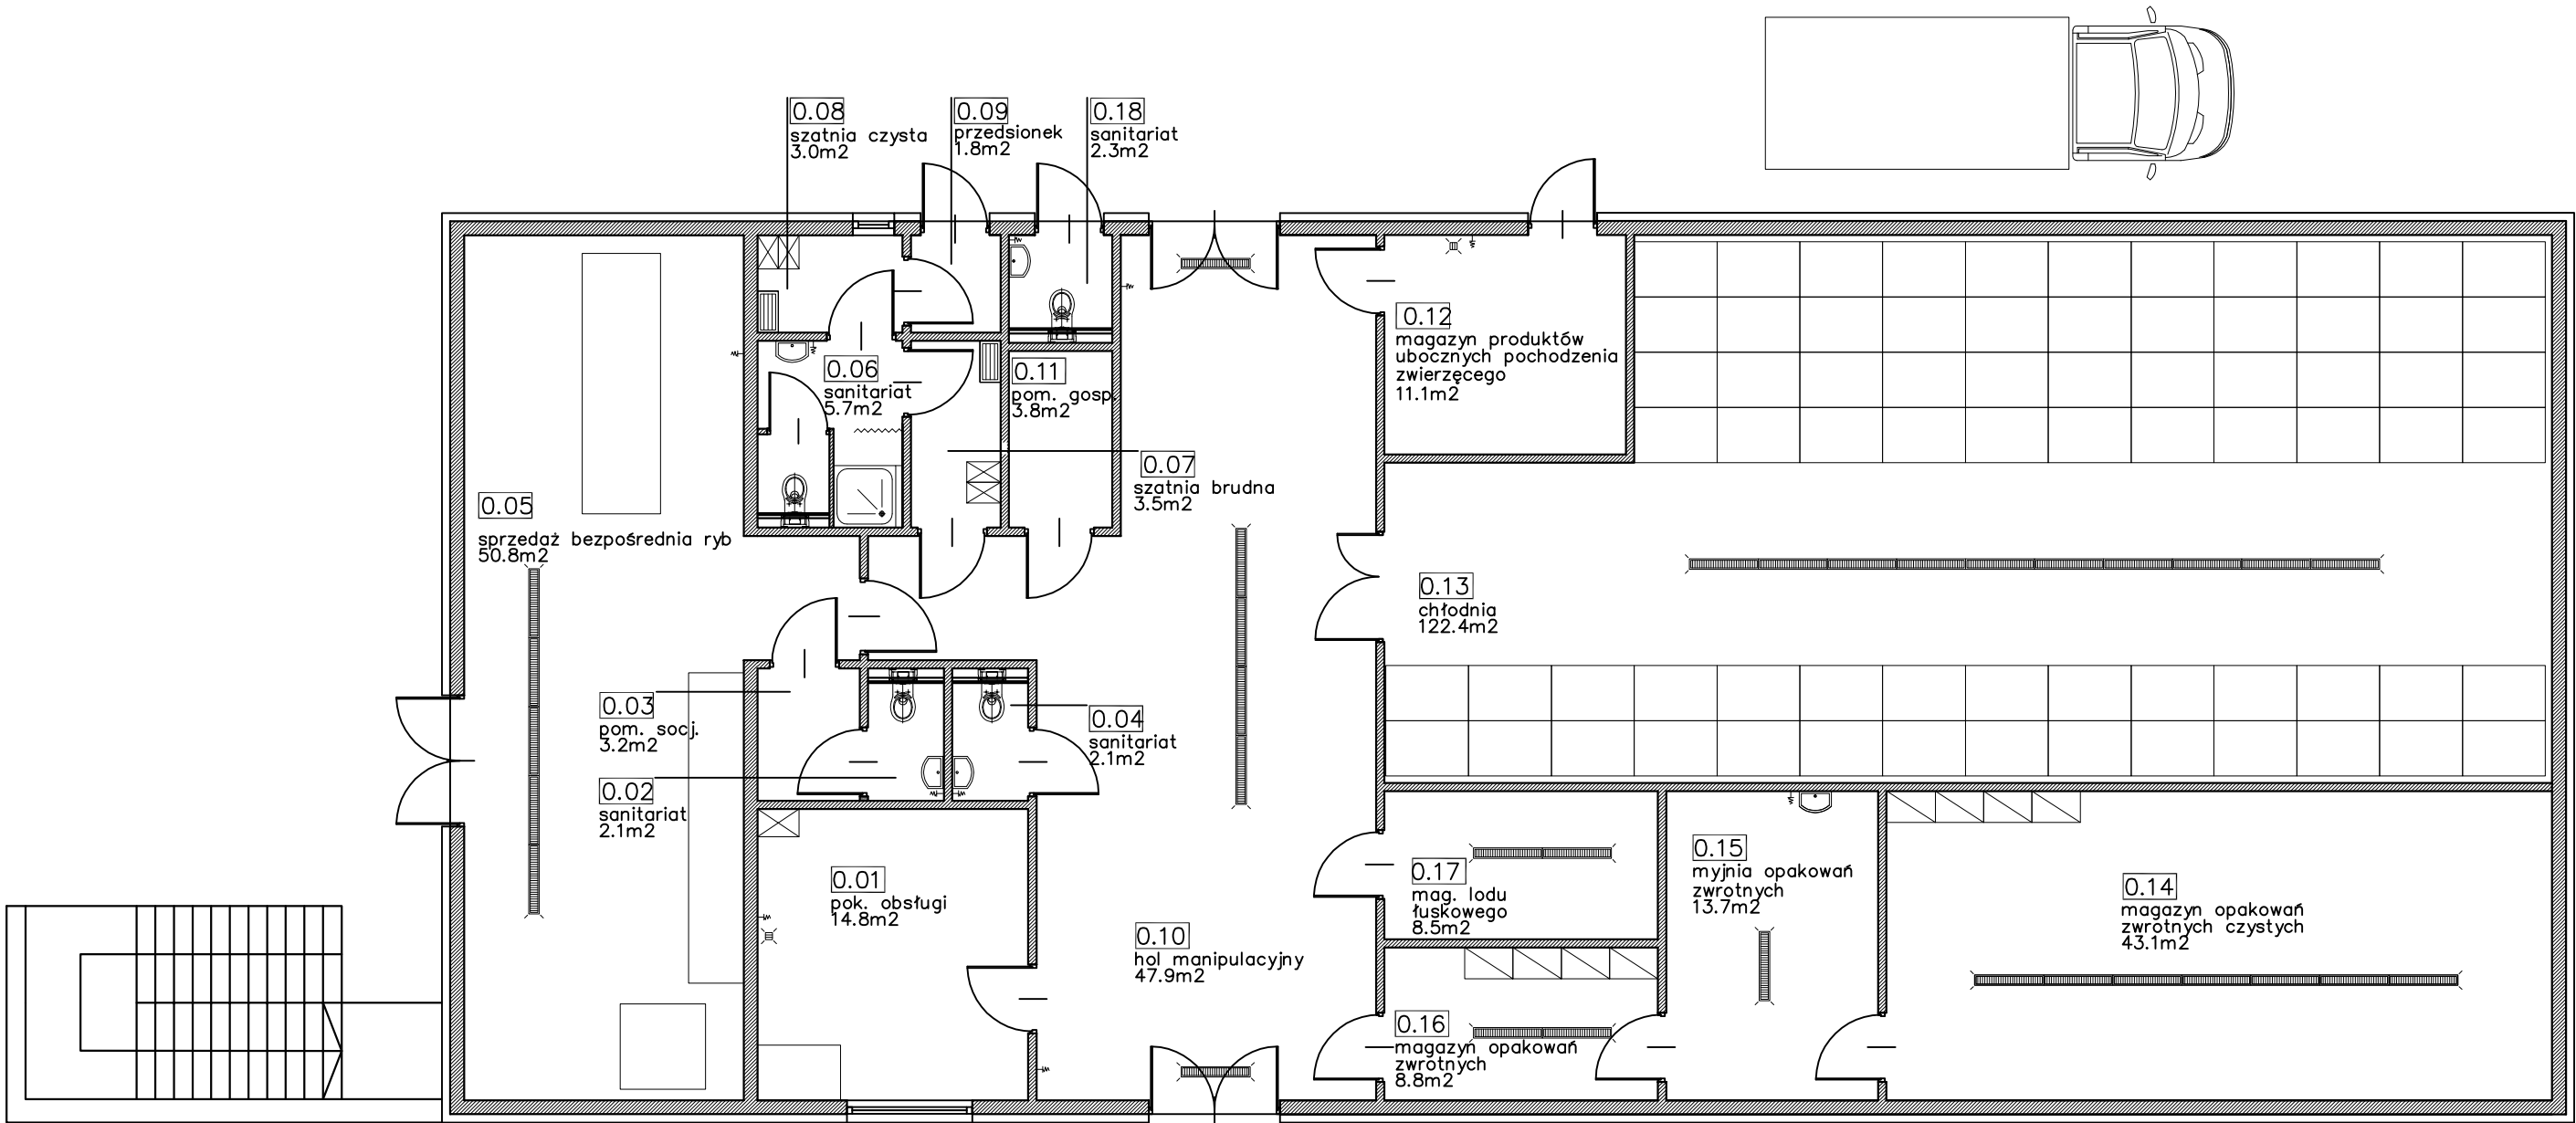 0.08
szatnia czysta
3.0m2
0.09
przedsionek
1.8m2
0.18
sanitariat
2.3m2
0.12
magazyn produktów
ubocznych pochodzenia
zwierzęcego
11.1m2
0.06
sanitariat
5.7m2
0.11
pom. gosp.
3.8m2
0.07
szatnia brudna
3.5m2
0.05
sprzedaż bezpośrednia ryb
50.8m2
0.13
chłodnia
122.4m2
0.03
pom. socj.
3.2m2
0.04
sanitariat
2.1m2
0.02
sanitariat
2.1m2
0.01
pok. obsługi
14.8m2
0.10
hol manipulacyjny
47.9m2
0.17
mag. lodu
łuskowego
8.5m2
0.15
myjnia opakowań
zwrotnych
13.7m2
0.14
magazyn opakowań
zwrotnych czystych
43.1m2
0.16
magazyn opakowań
zwrotnych
8.8m2